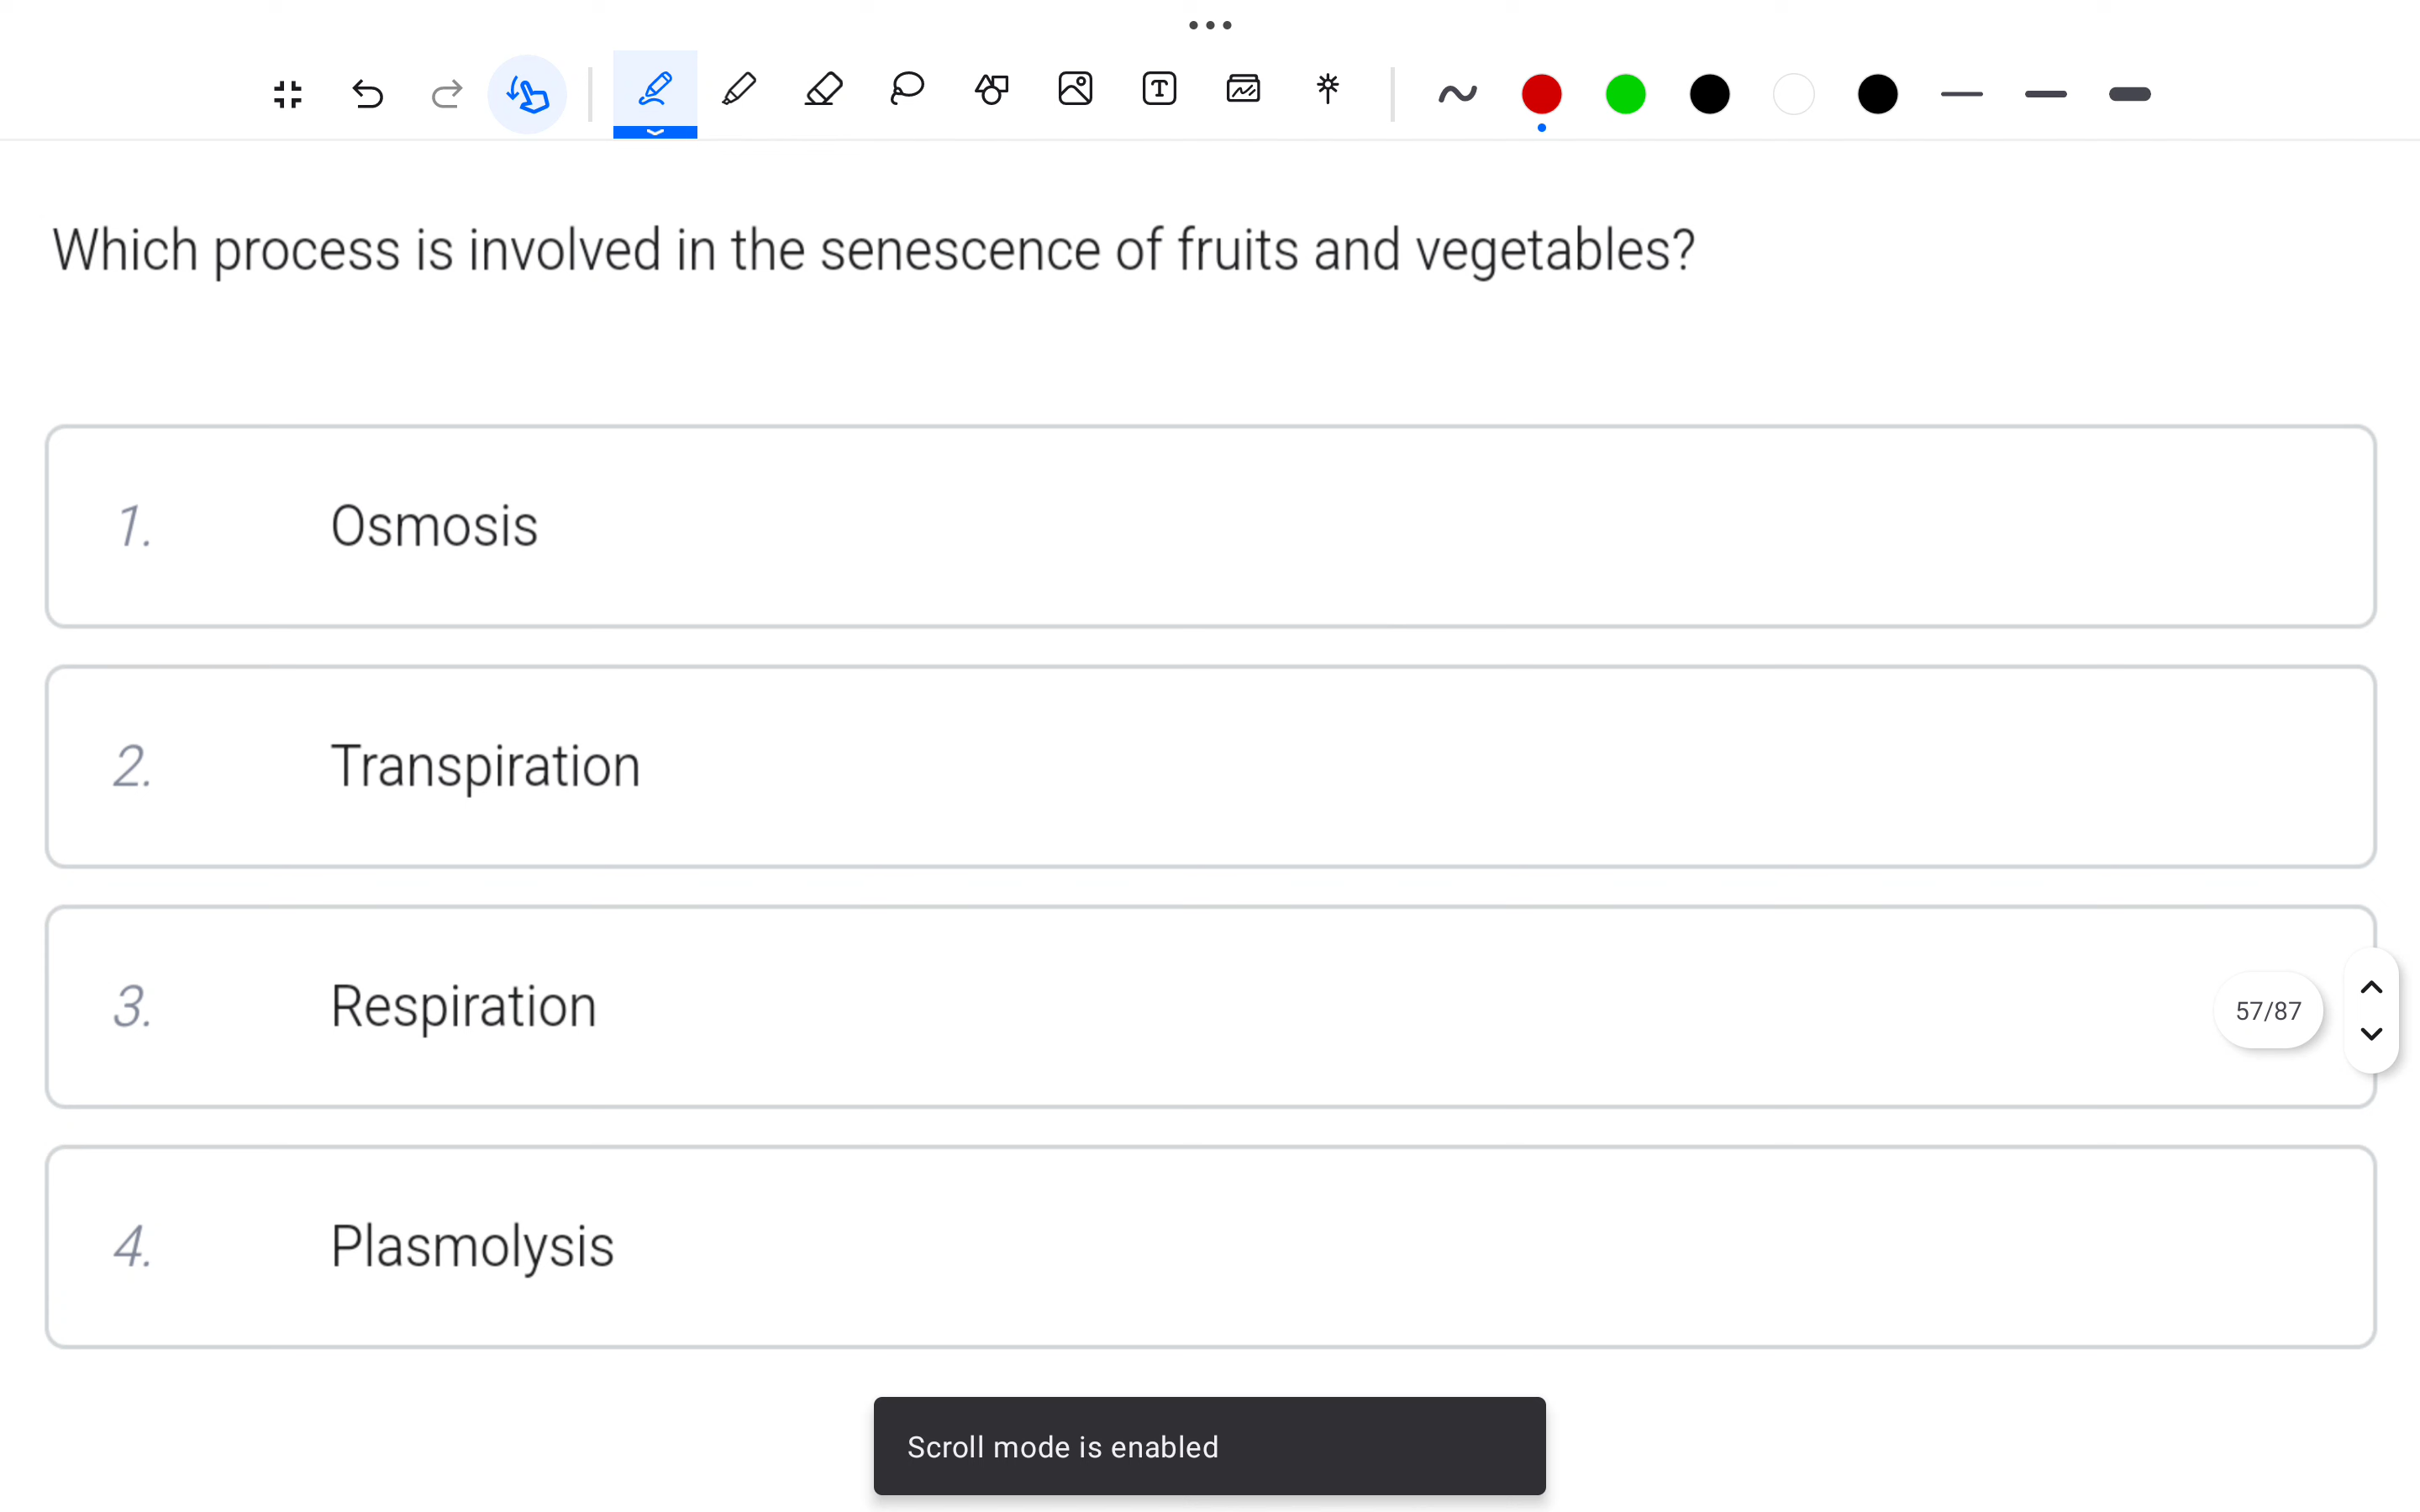 Which process is involved in the senescence of fruits and vegetables?
1. Osmosis
2. Transpiration
3. Respiration
57/87
4. Plasmolysis
Scroll mode is enabled